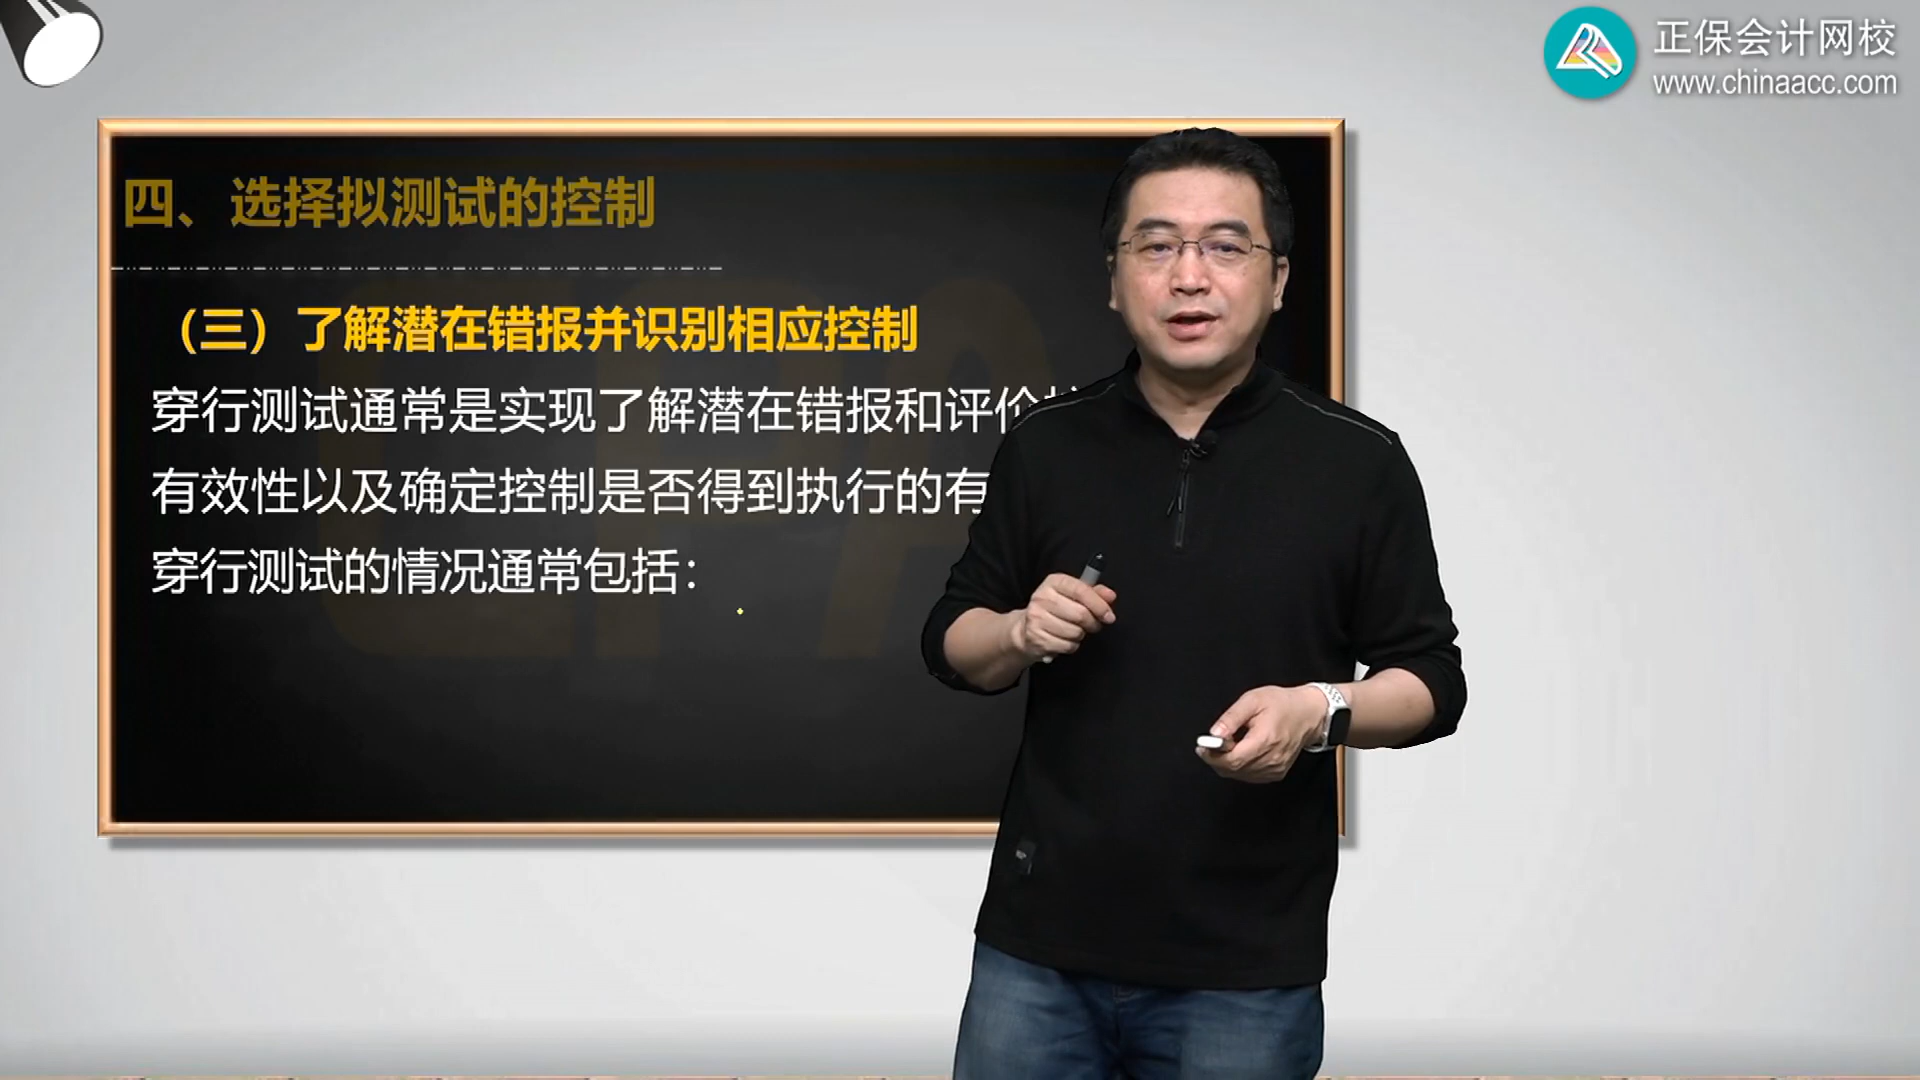 正保会计网校
www.chinaacc.com
四、选择拟测试的控制
（三）了解潜在错报并识别相应控制
穿行测试通常是实现了解潜在错报和评价
有效性以及确定控制是否得到执行的有
穿行测试的情况通常包括：
CPA